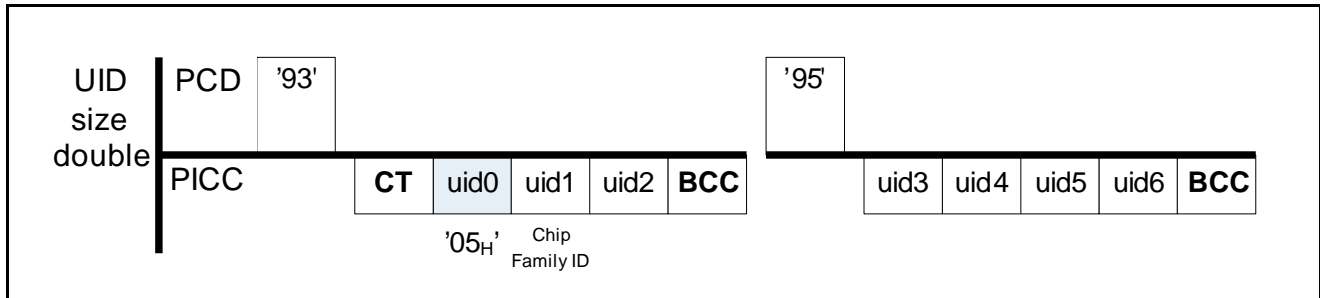 UID
size
double
PCD '93' '95'
PICC CT uid0 uid1 uid2 BCC uid3 uid4 uid5 uid6 BCC
'05H' Chip
Family ID